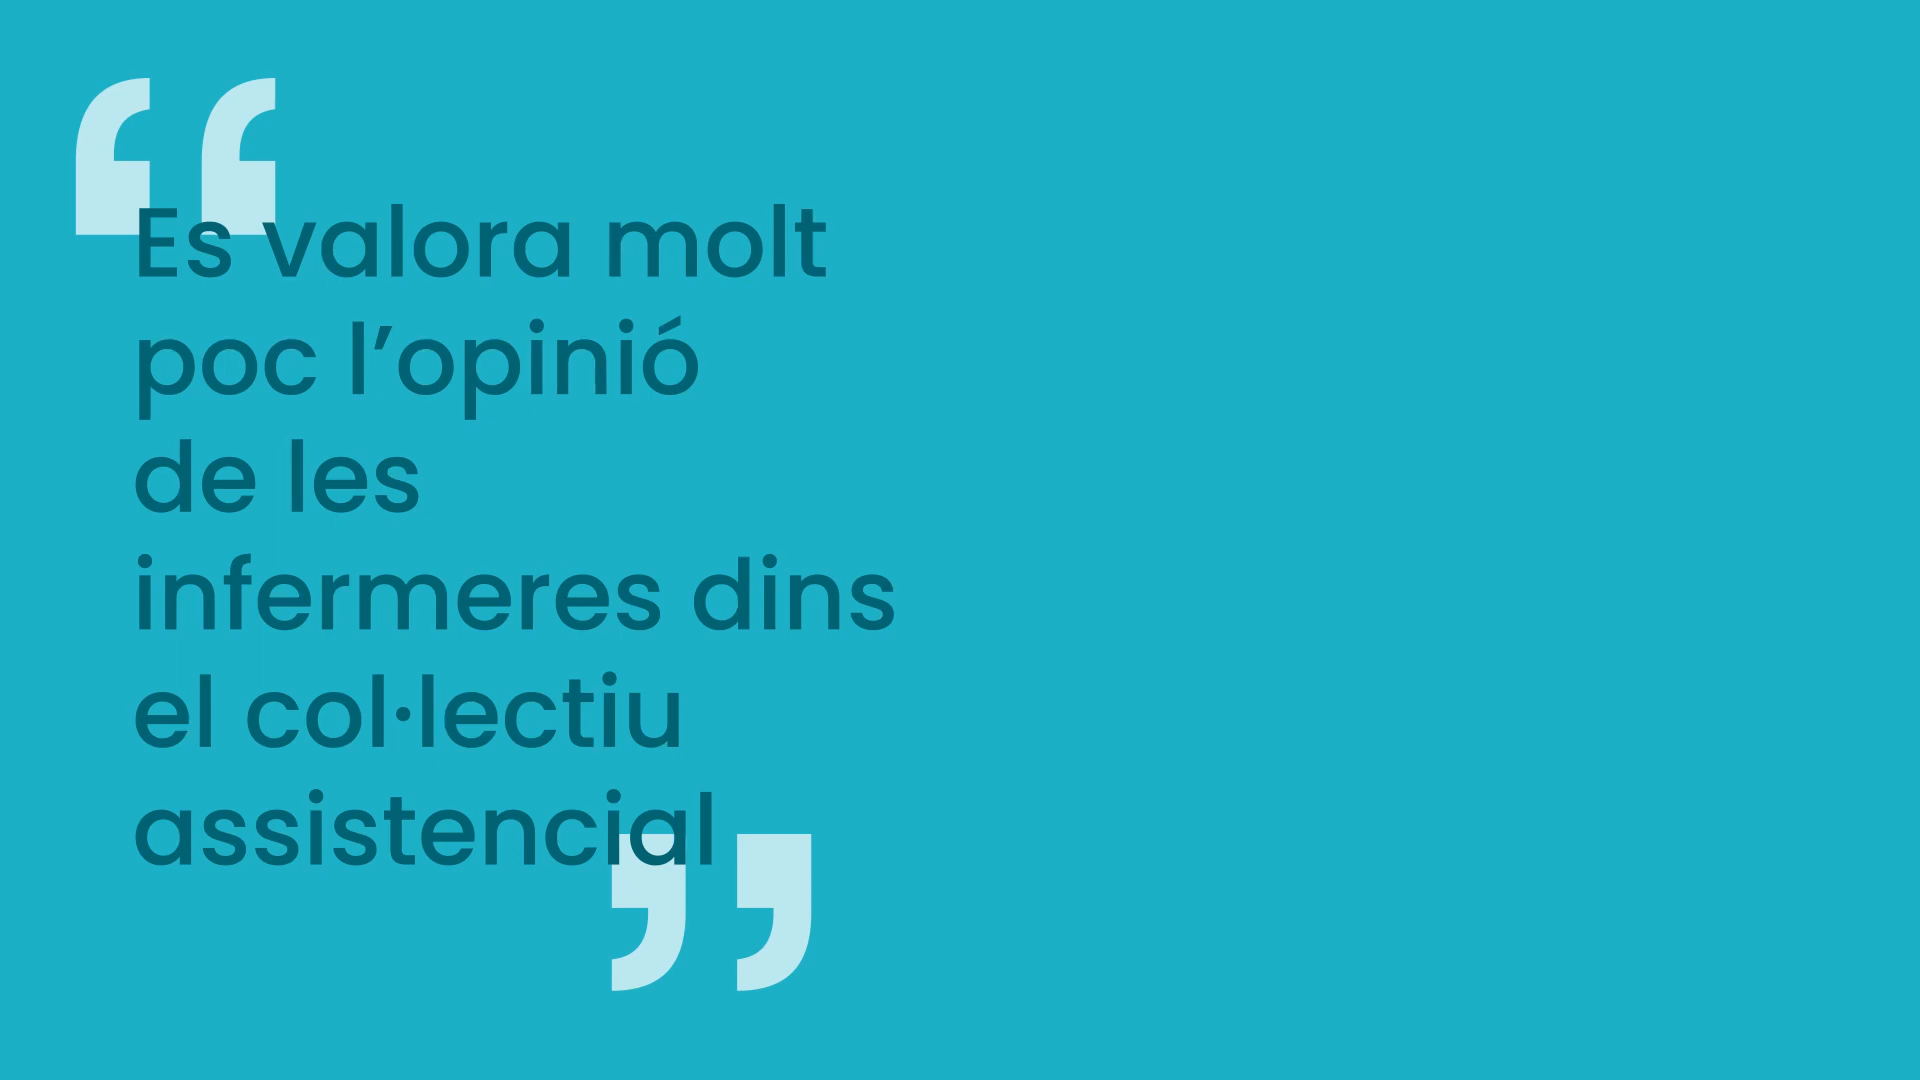 “Es valora molt
poc l’opinió
de les
infermeres dins
el col·lectiu
assistencial”